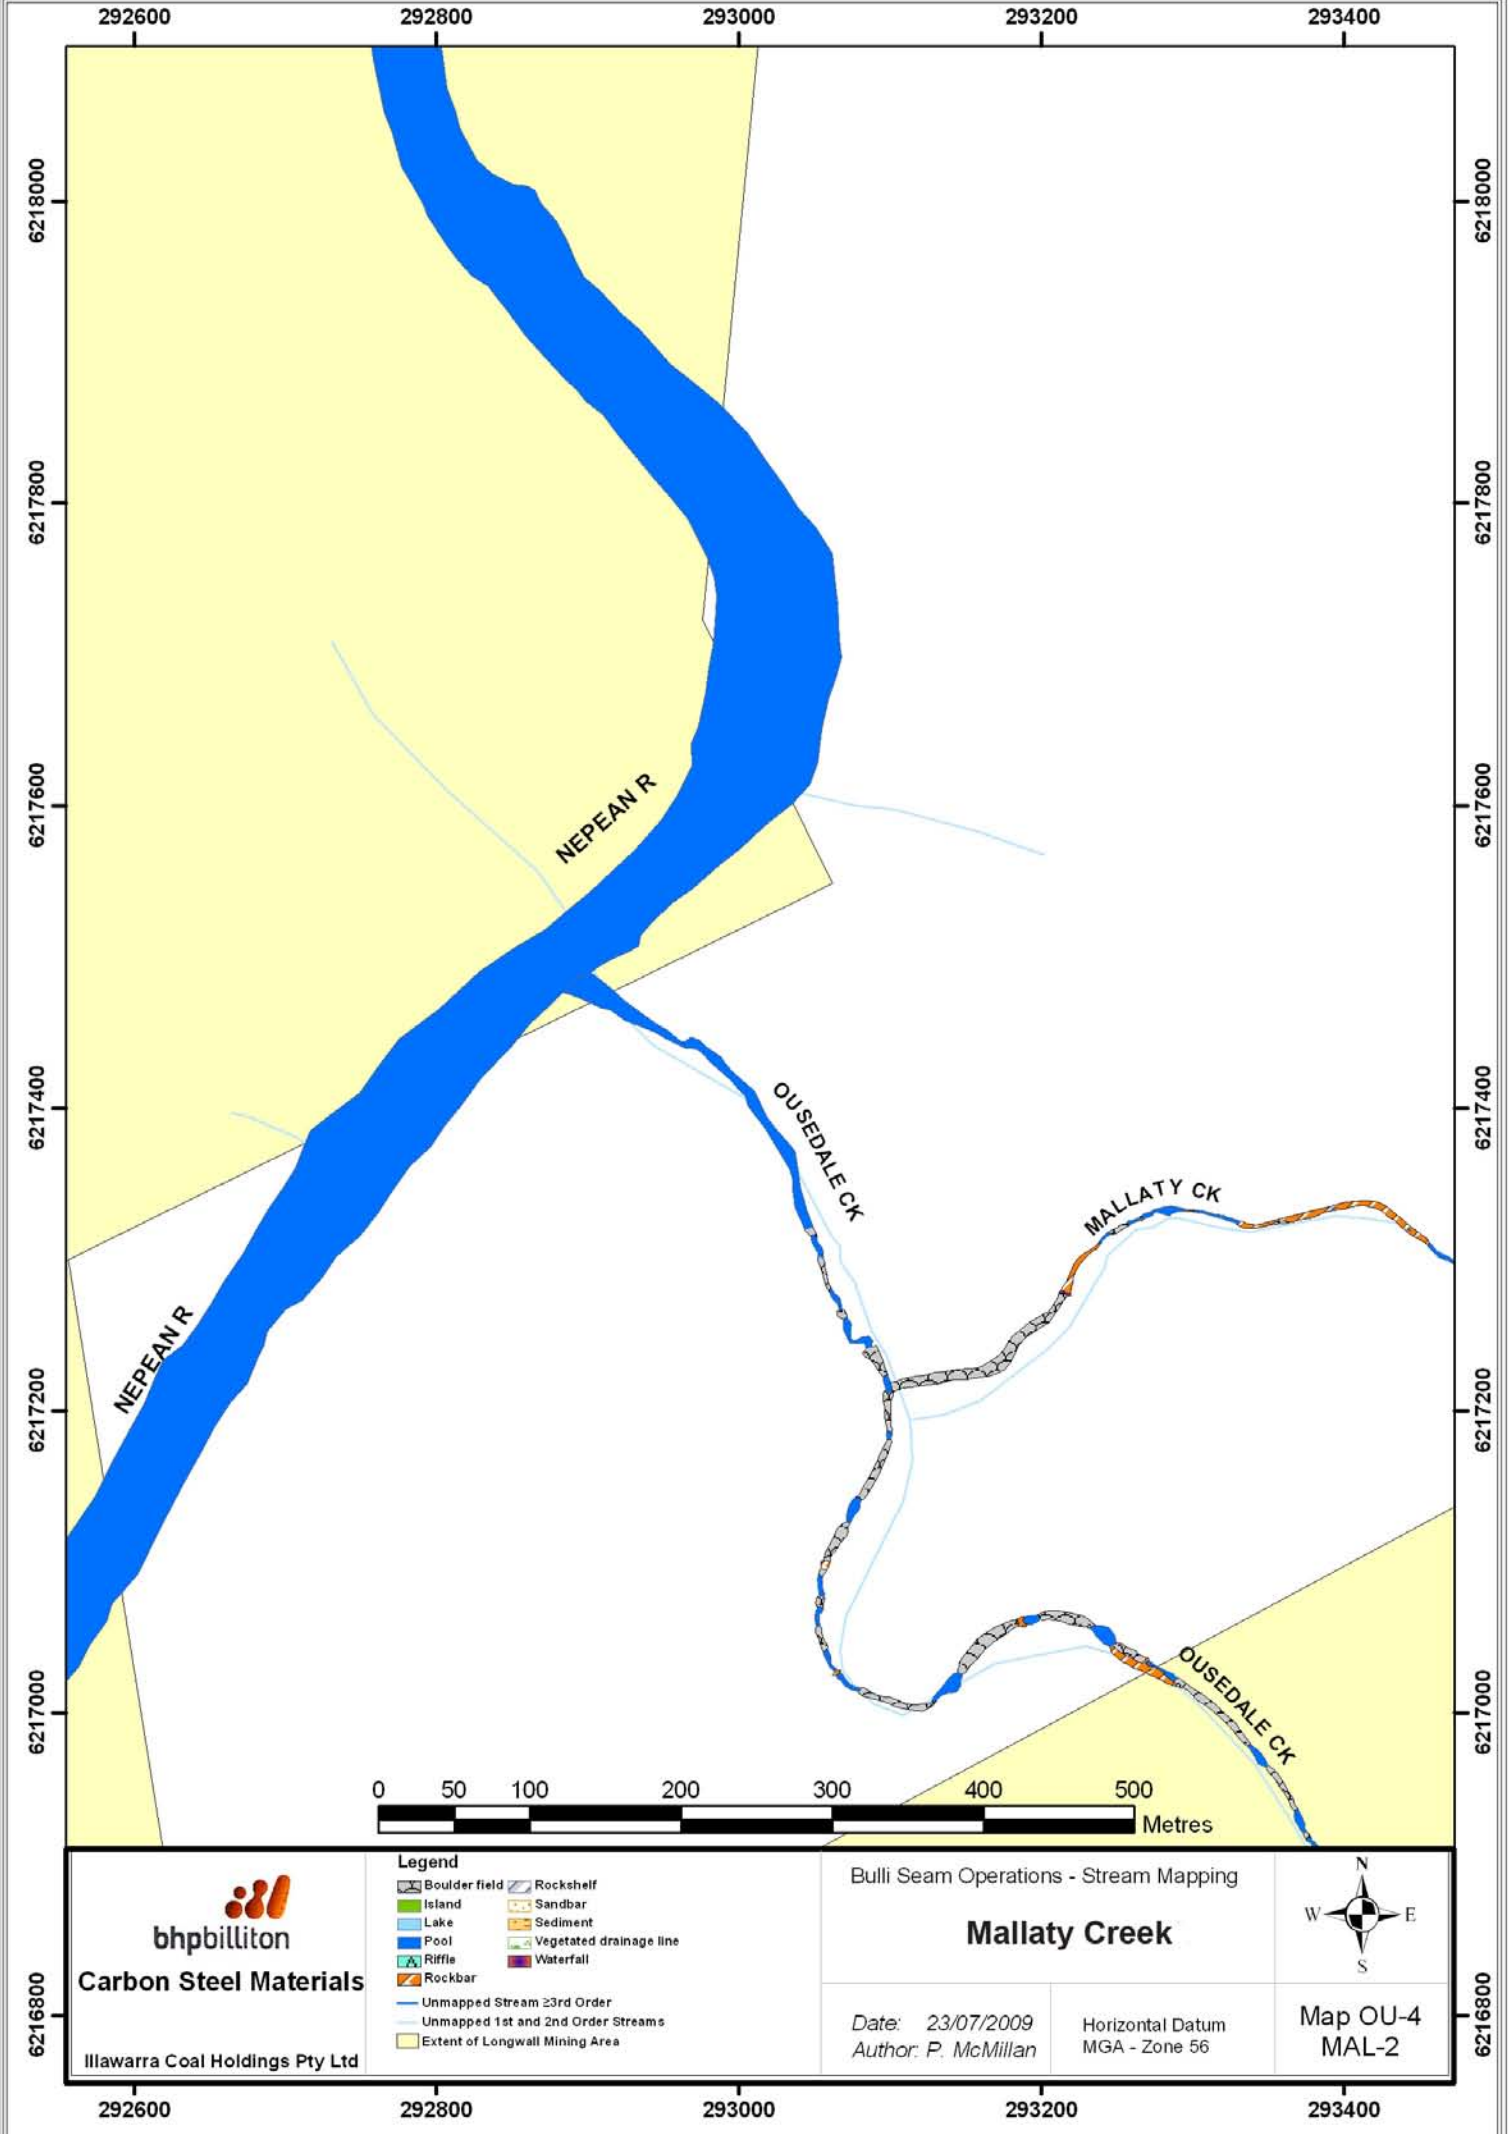 292600 292800 293000 293200 293400
6218000 6218000
6217800 6217800
6217600 6217600
NEPEAN R
6217400 6217400
OUSEDALE CK
MALLATY CK
NEPEAN R
6217200 6217200
OUSEDALE CK
6217000 6217000
0 50 100 200 300 400 500
Metres
bhpbilliton
Carbon Steel Materials
Illawarra Coal Holdings Pty Ltd
Legend
Boulder field Rockshelf
Island Sandbar
Lake Sediment
Pool Vegetated drainage line
Riffle Waterfall
Rockbar
Unmapped Stream ≥3rd Order
Unmapped 1st and 2nd Order Streams
Extent of Longwall Mining Area
Bulli Seam Operations - Stream Mapping
Mallaty Creek
Date: 23/07/2009
Author: P. McMillan
Horizontal Datum
MGA - Zone 56
N
W E
S
Map OU-4
MAL-2
6216800 6216800
292600 292800 293000 293200 293400